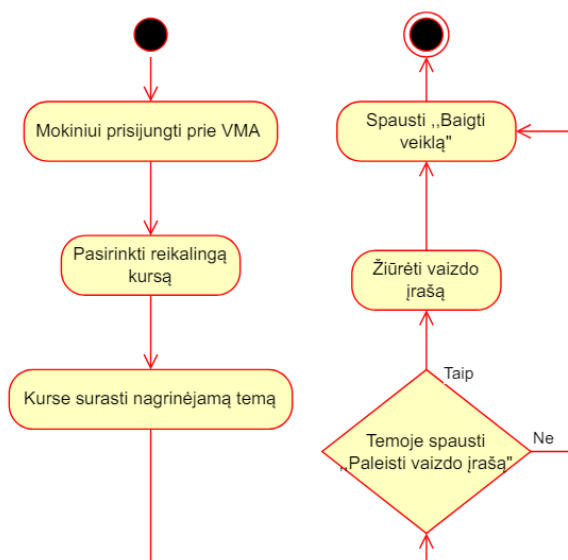 Mokiniui prisijungti prie VMA
Pasirinkti reikalingą
kursą
Kurse surasti nagrinėjamą temą
Spausti ,,Baigti
veiklą"
Žiūrėti vaizdo
įrašą
Taip
Temoje spausti
,,Paleisti vaizdo įrašą"
Ne